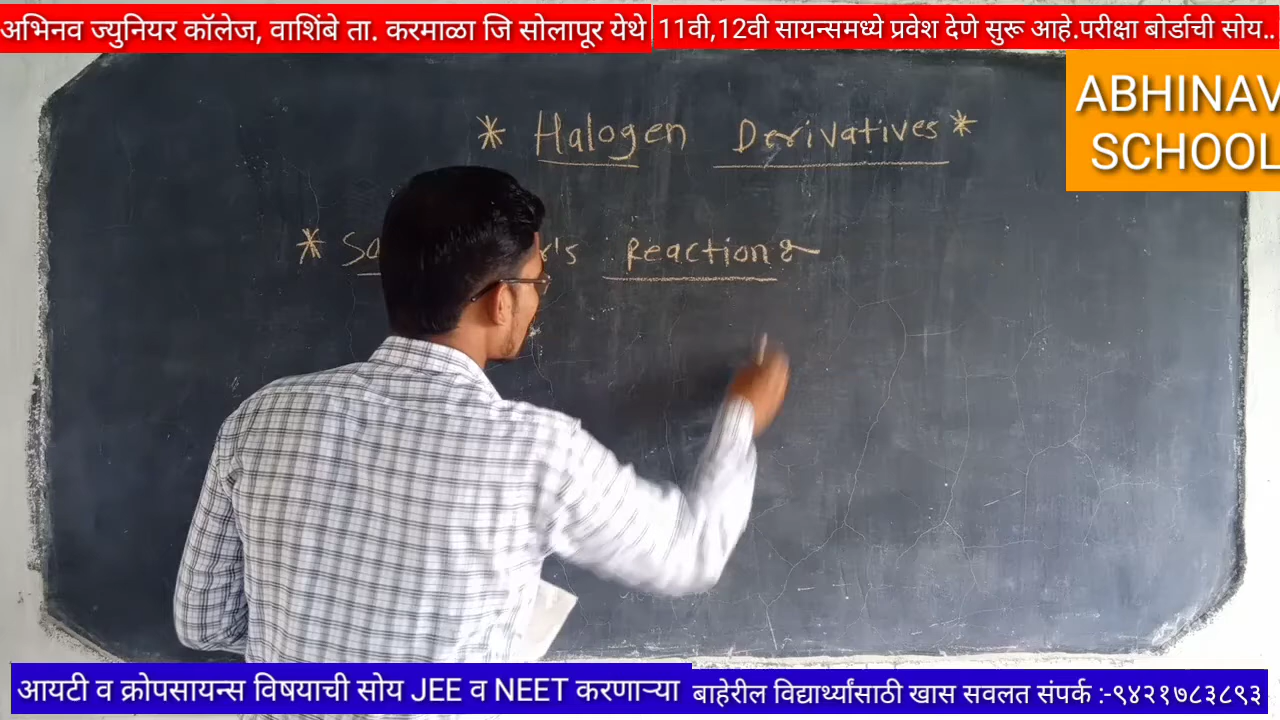 अभिनव ज्युनियर कॉलेज, वाशिंबे ता. करमाळा जि सोलापूर येथे 11वी,12वी सायन्समध्ये प्रवेश देणे सुरू आहे.परीक्षा बोर्डाची सोय..
ABHINAV
SCHOOL
* Halogen Derivatives *
* Reaction
आयटी व क्रोपसायन्स विषयाची सोय JEE व NEET करणाऱ्या बाहेरील विद्यार्थ्यांसाठी खास सवलत संपर्क :-९४२१७८३८९३